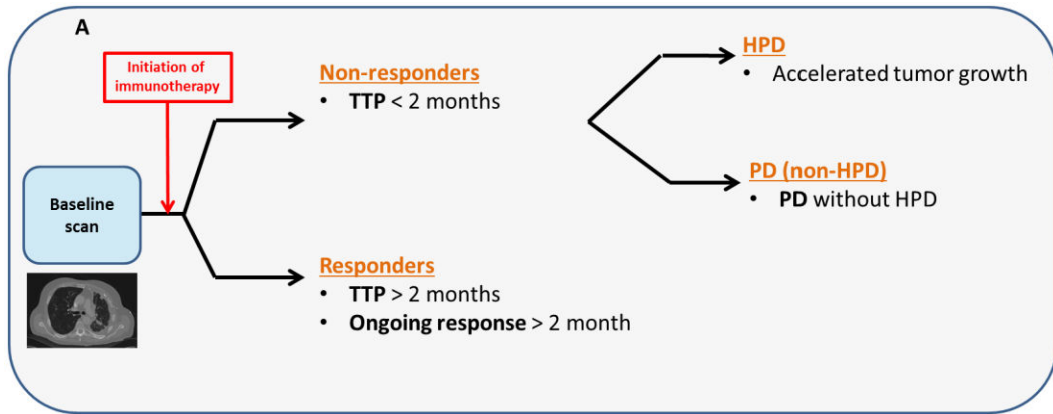 A
Initiation of
immunotherapy
Baseline
scan
Non-responders
• TTP < 2 months
Responders
• TTP > 2 months
• Ongoing response > 2 month
HPD
• Accelerated tumor growth
PD (non-HPD)
• PD without HPD